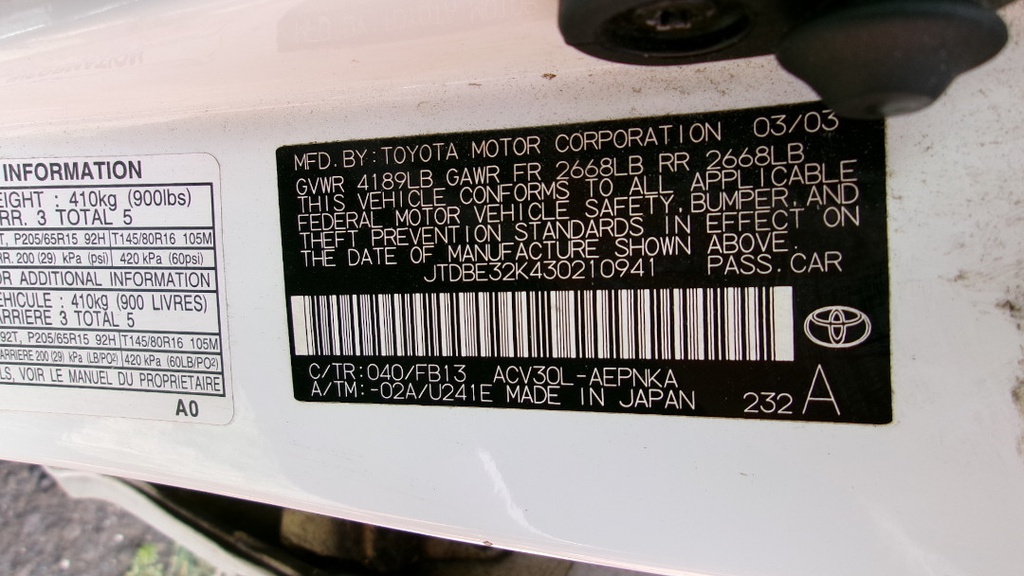 INFORMATION
EIGHT : 410kg (900lbs)
RR. 3 TOTAL 5
T, P205/65R15 92H T145/80R16 105M
RR. 200 (29) kPa (psi) 420 kPa (60psi)
OR ADDITIONAL INFORMATION
ÉHICULE : 410kg (900 LIVRES)
ARRIERE 3 TOTAL 5
92T, P205/65R15 92H T145/80R16 105M
ARRIERE 200 (29) kPa (LB/PO²) 420 kPa (60LB/PO²)
LS, VOIR LE MANUEL DU PROPRIETAIRE
A0
MFD. BY: TOYOTA MOTOR CORPORATION 03/03
GVWR 4189LB GAWR FR 2668LB RR 2668LB
THIS VEHICLE CONFORMS TO ALL APPLICABLE
FEDERAL MOTOR VEHICLE SAFETY, BUMPER, AND
THEFT PREVENTION STANDARDS IN EFFECT ON
THE DATE OF MANUFACTURE SHOWN ABOVE.
JTDBE32K430210941 PASS. CAR
C/TR: 040/FB13 ACV30L-AEPNKA
A/TM: -02A/U241E MADE IN JAPAN 232 A